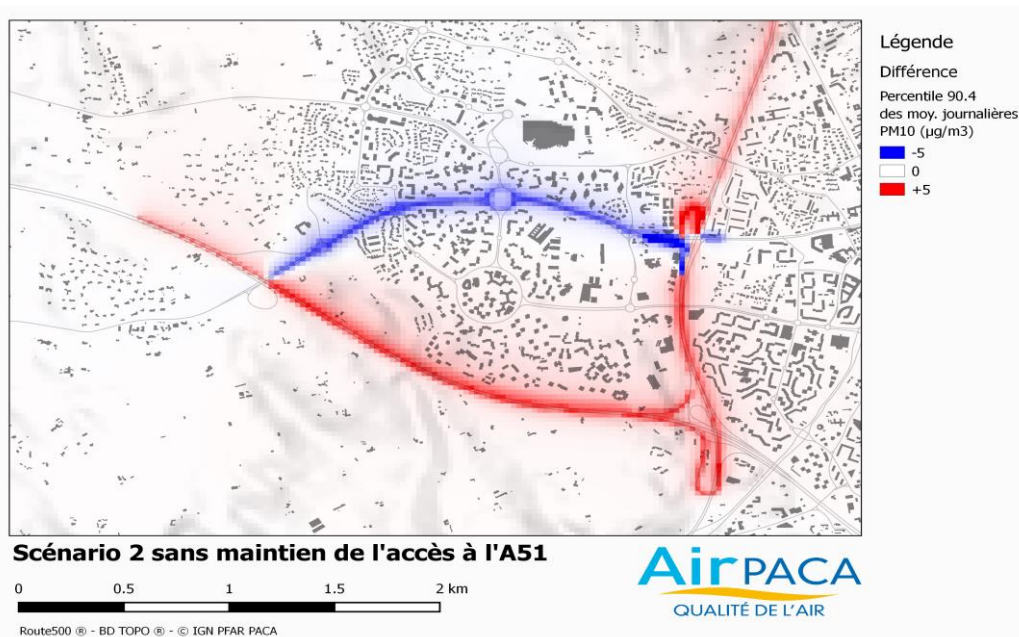 Légende
Différence
Percentile 90.4
des moy. journalières
PM10 (µg/m3)
-5
0
+5
Scénario 2 sans maintien de l'accès à l'A51
0 0.5 1 1.5 2 km
Route500 ® - BD TOPO ® - © IGN PFAR PACA
AirPACA
QUALITÉ DE L'AIR